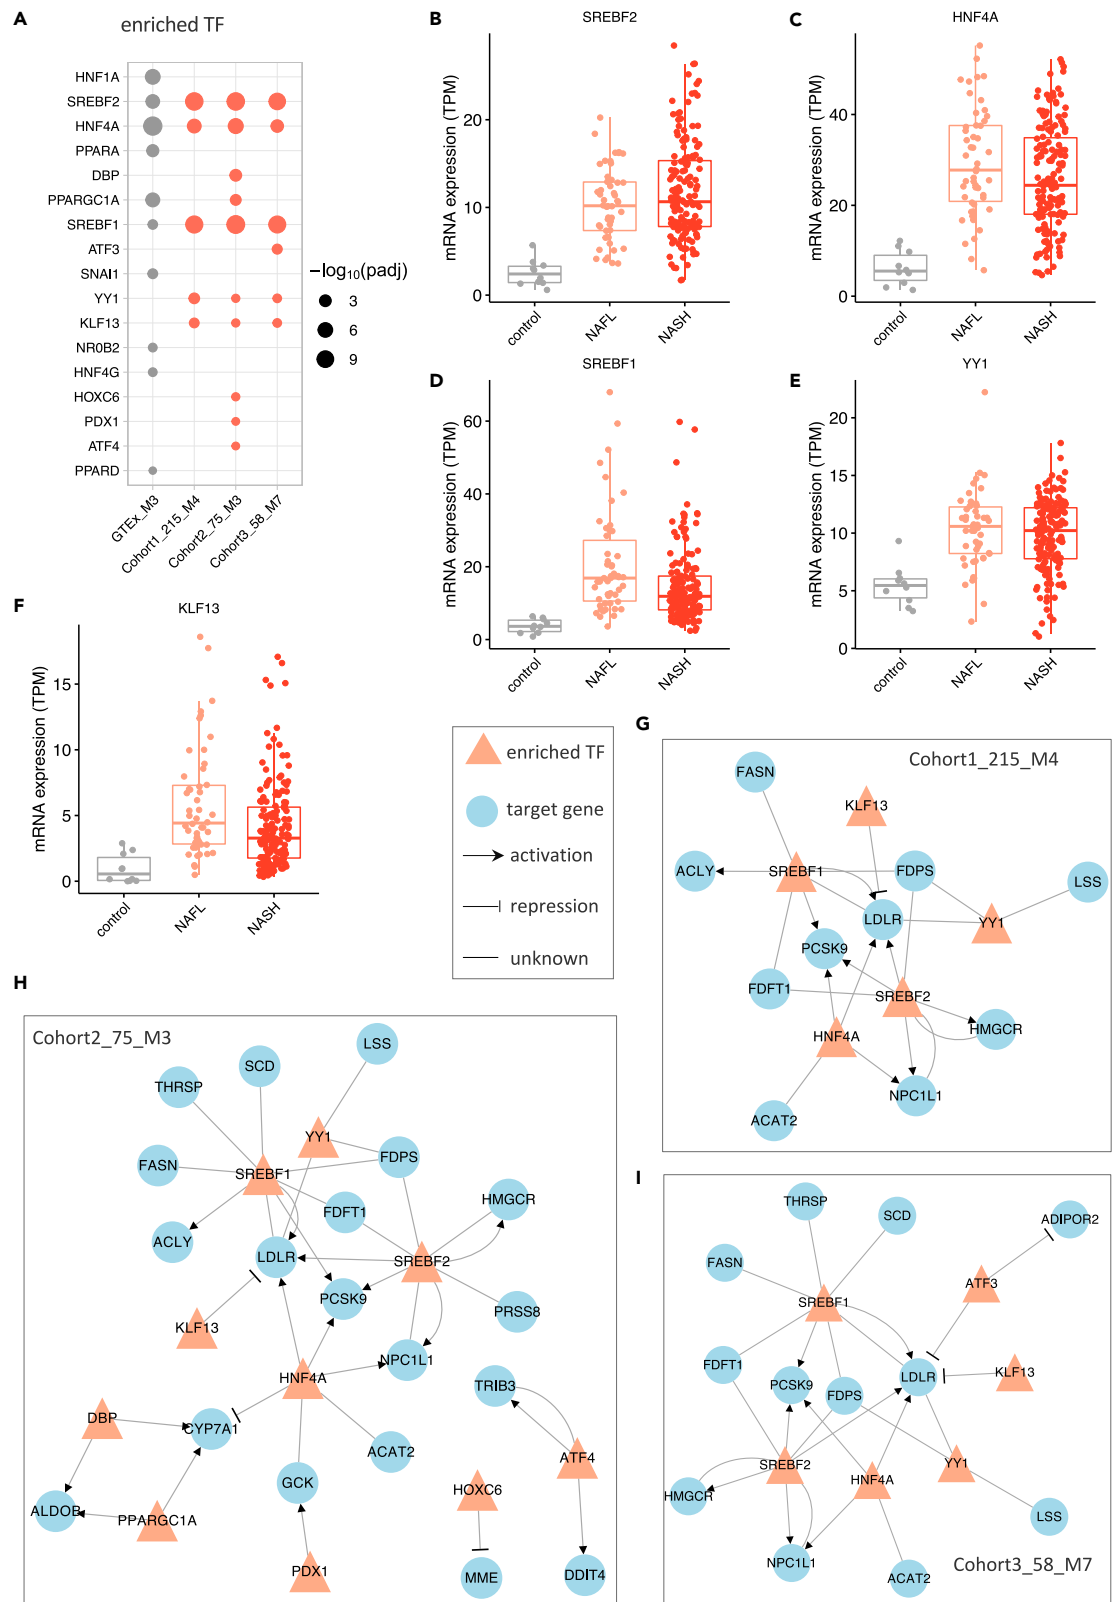 A
enriched TF
HNF1A
SREBF2
HNF4A
PPARA
DBP
PPARGC1A
SREBF1
ATF3
SNAI1
YY1
KLF13
NR0B2
HNF4G
HOXC6
PDX1
ATF4
PPARD
GTEx_M3
Cohort1_215_M4
Cohort2_75_M3
Cohort3_58_M7
−log10(padj)
3
6
9
B
SREBF2
mRNA expression (TPM)
20
10
0
control
NAFL
NASH
C
HNF4A
mRNA expression (TPM)
40
20
0
control
NAFL
NASH
D
SREBF1
mRNA expression (TPM)
60
40
20
0
control
NAFL
NASH
E
YY1
mRNA expression (TPM)
20
15
10
5
0
control
NAFL
NASH
F
KLF13
mRNA expression (TPM)
15
10
5
0
control
NAFL
NASH
enriched TF
target gene
activation
repression
unknown
G
Cohort1_215_M4
FASN
KLF13
ACLY
SREBF1
FDPS
LSS
LDLR
YY1
PCSK9
FDFT1
SREBF2
HMGCR
HNF4A
NPC1L1
ACAT2
H
Cohort2_75_M3
LSS
SCD
THRSP
YY1
FASN
SREBF1
FDPS
HMGCR
FDFT1
ACLY
LDLR
SREBF2
PCSK9
PRSS8
KLF13
NPC1L1
HNF4A
TRIB3
DBP
CYP7A1
ACAT2
ATF4
GCK
HOXC6
ALDOB
PPARGC1A
PDX1
MME
DDIT4
I
THRSP
SCD
ADIPOR2
FASN
ATF3
SREBF1
FDFT1
LDLR
KLF13
PCSK9
FDPS
SREBF2
HNF4A
YY1
HMGCR
LSS
NPC1L1
ACAT2
Cohort3_58_M7